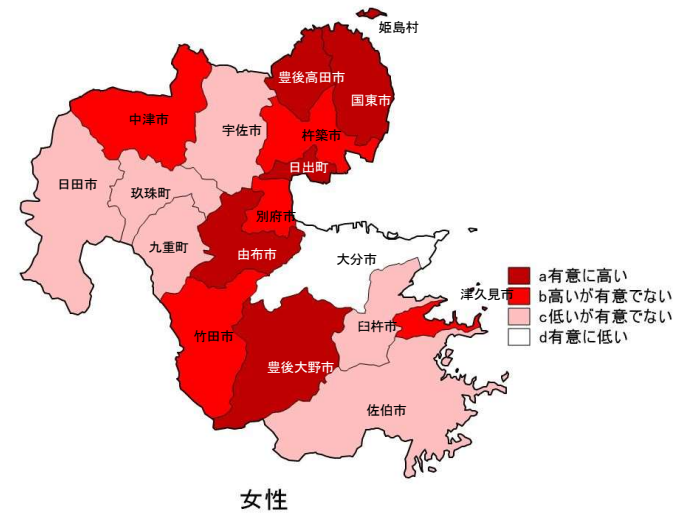 姫島村
豊後高田市
国東市
中津市
宇佐市
杵築市
日出町
日田市
玖珠町
別府市
九重町
由布市
大分市
a有意に高い
津久見市
b高いが有意でない
c低いが有意でない
臼杵市
竹田市
d有意に低い
豊後大野市
佐伯市
女性